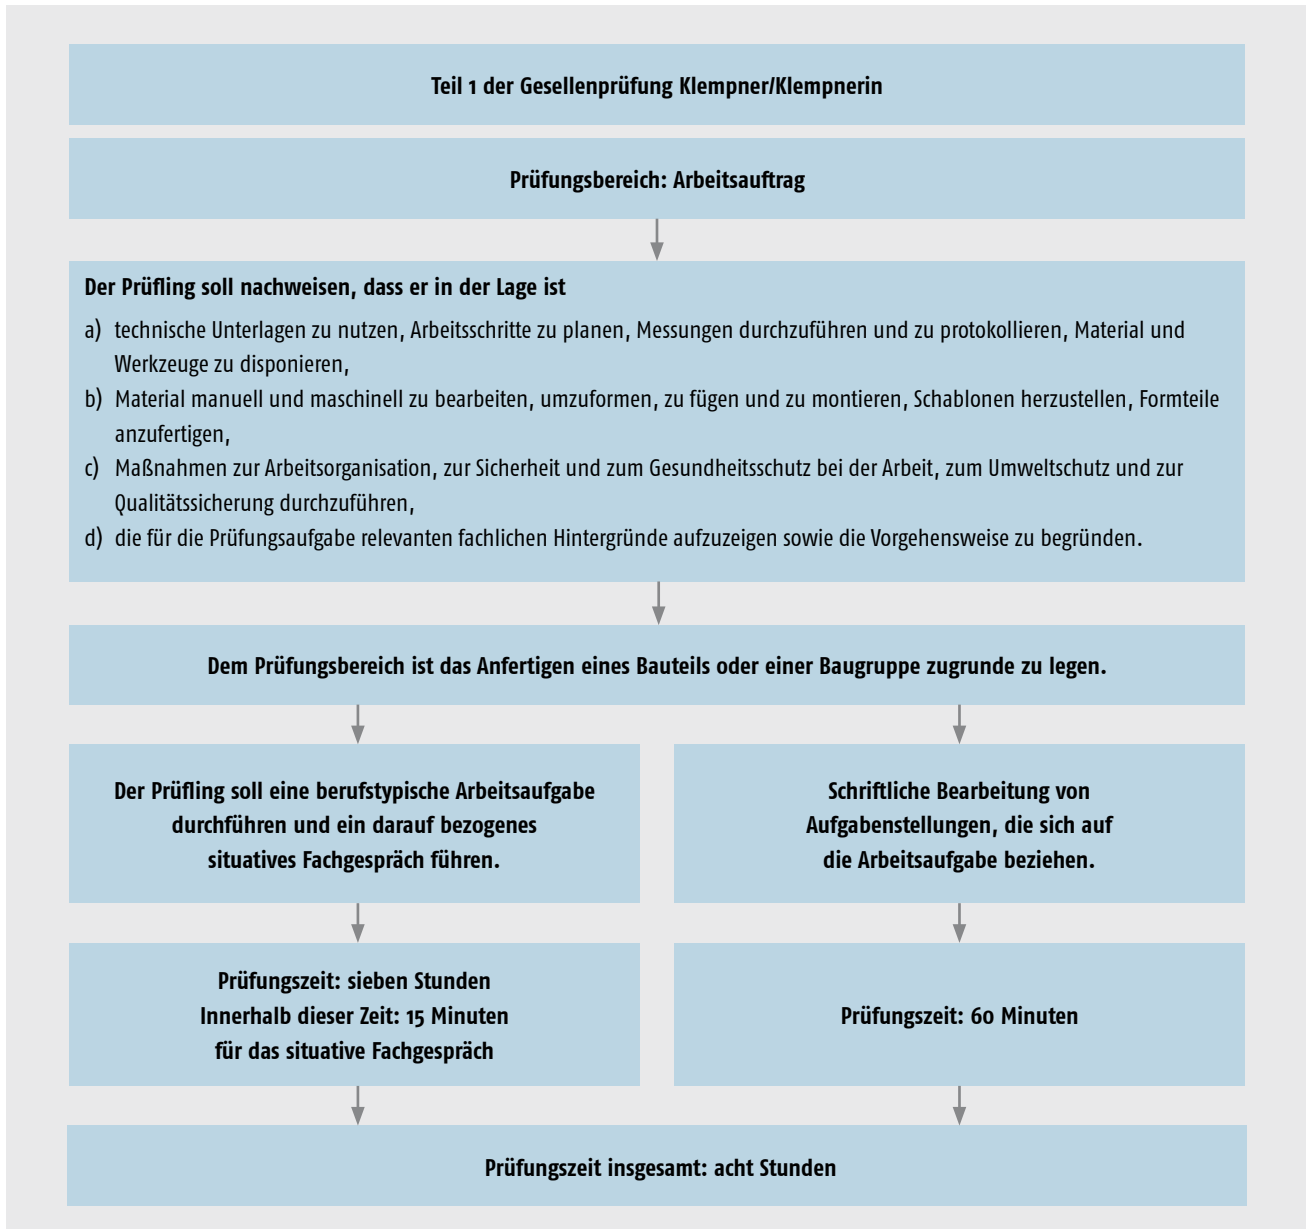 Teil 1 der Gesellenprüfung Klempner/Klempnerin
Prüfungsbereich: Arbeitsauftrag
Der Prüfling soll nachweisen, dass er in der Lage ist
a) technische Unterlagen zu nutzen, Arbeitsschritte zu planen, Messungen durchzuführen und zu protokollieren, Material und
Werkzeuge zu disponieren,
b) Material manuell und maschinell zu bearbeiten, umzuformen, zu fügen und zu montieren, Schablonen herzustellen, Formteile
anzufertigen,
c) Maßnahmen zur Arbeitsorganisation, zur Sicherheit und zum Gesundheitsschutz bei der Arbeit, zum Umweltschutz und zur
Qualitätssicherung durchzuführen,
d) die für die Prüfungsaufgabe relevanten fachlichen Hintergründe aufzuzeigen sowie die Vorgehensweise zu begründen.
Dem Prüfungsbereich ist das Anfertigen eines Bauteils oder einer Baugruppe zugrunde zu legen.
Der Prüfling soll eine berufstypische Arbeitsaufgabe
durchführen und ein darauf bezogenes
situatives Fachgespräch führen.
Schriftliche Bearbeitung von
Aufgabenstellungen, die sich auf
die Arbeitsaufgabe beziehen.
Prüfungszeit: sieben Stunden
Innerhalb dieser Zeit: 15 Minuten
für das situative Fachgespräch
Prüfungszeit: 60 Minuten
Prüfungszeit insgesamt: acht Stunden